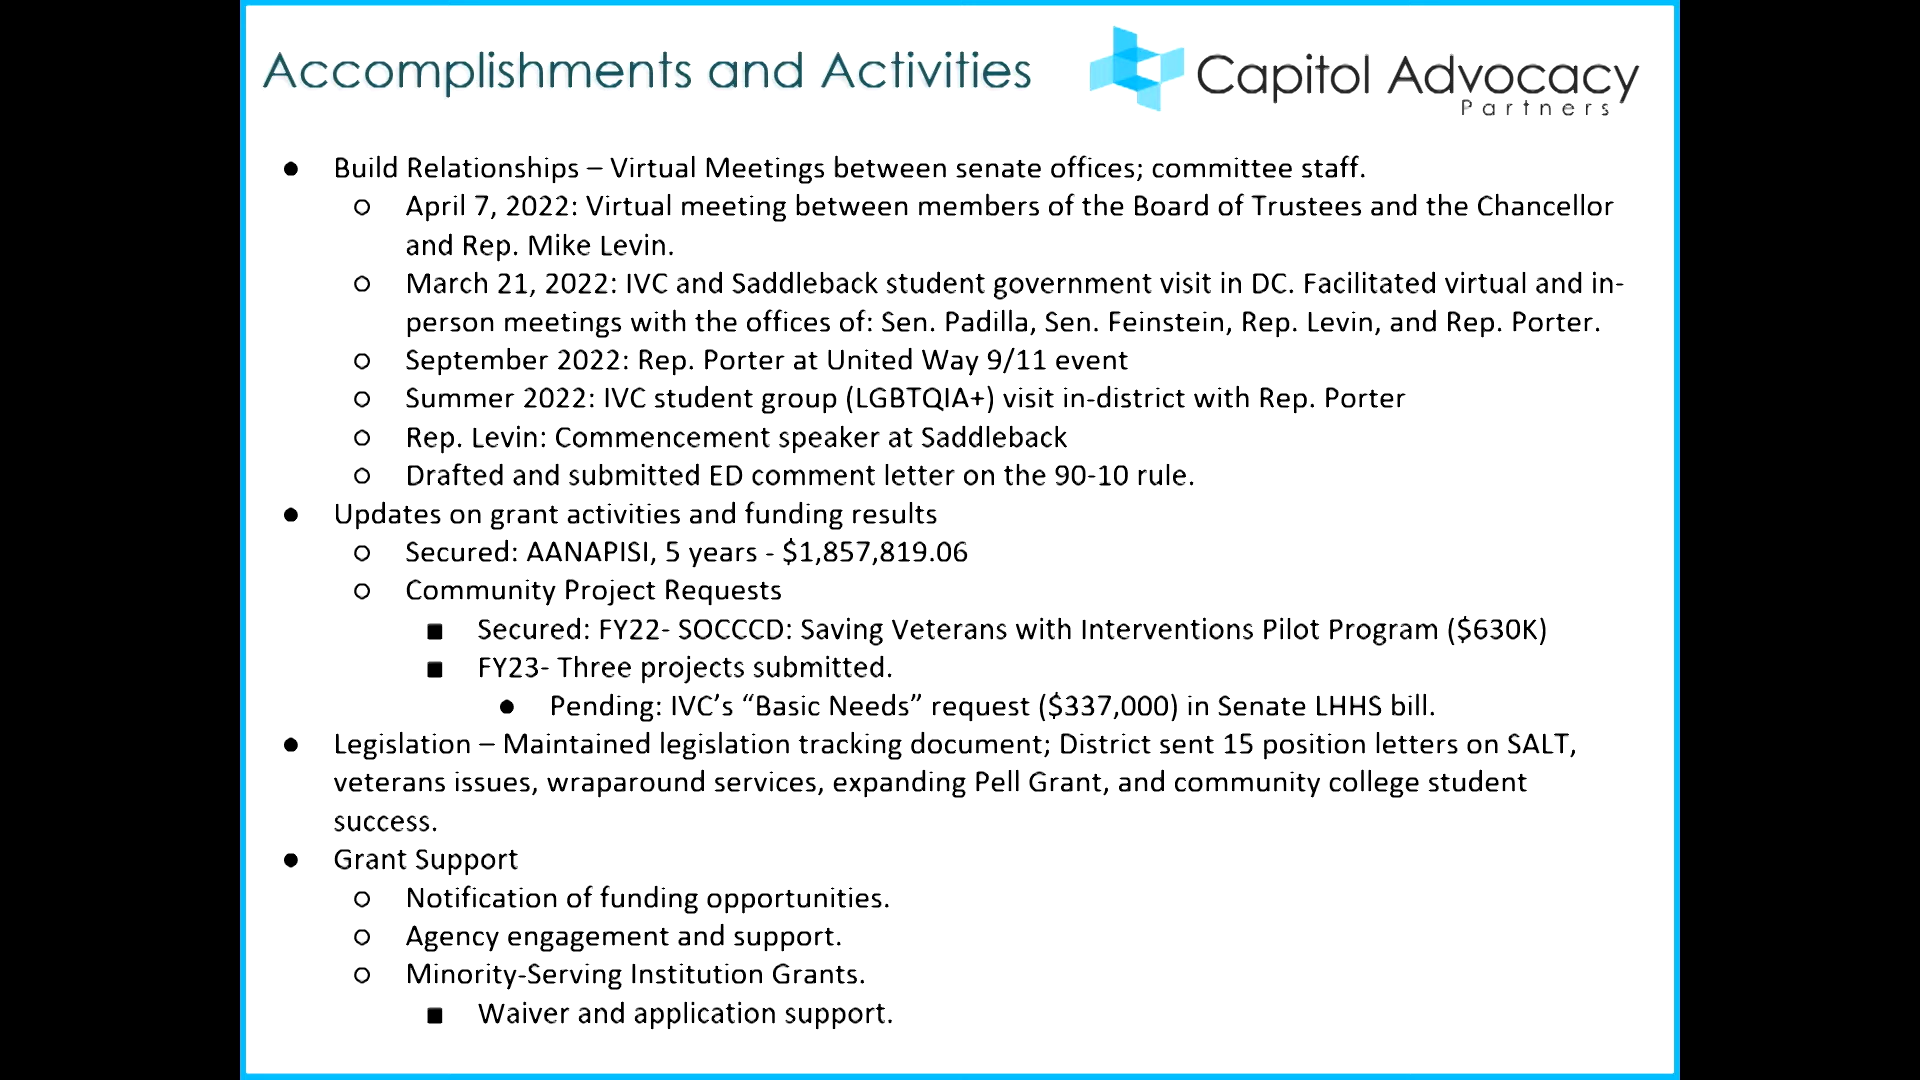 Accomplishments and Activities
Capitol Advocacy
Partners
● Build Relationships – Virtual Meetings between senate offices; committee staff.
○ April 7, 2022: Virtual meeting between members of the Board of Trustees and the Chancellor
and Rep. Mike Levin.
○ March 21, 2022: IVC and Saddleback student government visit in DC. Facilitated virtual and in-
person meetings with the offices of: Sen. Padilla, Sen. Feinstein, Rep. Levin, and Rep. Porter.
○ September 2022: Rep. Porter at United Way 9/11 event
○ Summer 2022: IVC student group (LGBTQIA+) visit in-district with Rep. Porter
○ Rep. Levin: Commencement speaker at Saddleback
○ Drafted and submitted ED comment letter on the 90-10 rule.
● Updates on grant activities and funding results
○ Secured: AANAPISI, 5 years - $1,857,819.06
○ Community Project Requests
■ Secured: FY22- SOCCCD: Saving Veterans with Interventions Pilot Program ($630K)
■ FY23- Three projects submitted.
● Pending: IVC’s “Basic Needs” request ($337,000) in Senate LHHS bill.
● Legislation – Maintained legislation tracking document; District sent 15 position letters on SALT,
veterans issues, wraparound services, expanding Pell Grant, and community college student
success.
● Grant Support
○ Notification of funding opportunities.
○ Agency engagement and support.
○ Minority-Serving Institution Grants.
■ Waiver and application support.